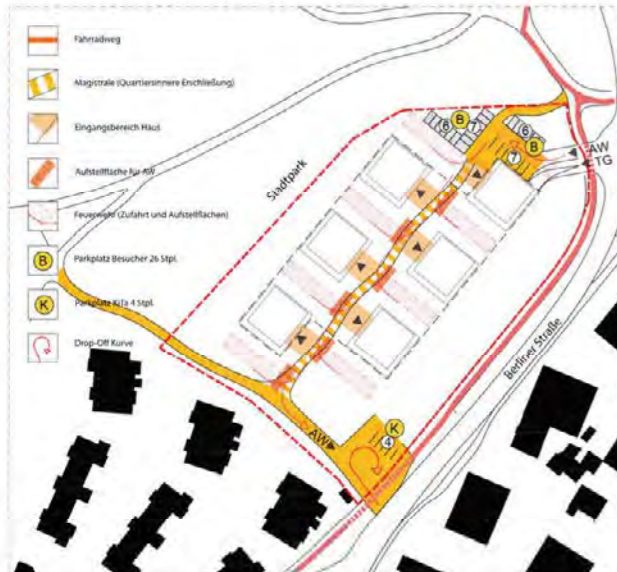 Fahrradweg
Magistrale (Quartiersinnere Erschließung)
Eingangsbereich Haus
Aufstellfläche für AW
Feuerwehr (Zufahrt und Aufstellflächen)
B
Parkplatz Besucher 26 Stpl.
K
Parkplatz KiTa 4 Stpl.
Drop-Off Kurve
Stadtpark
B
6
7
6
B
7
AW
TG
Berliner Straße
AW
K
4